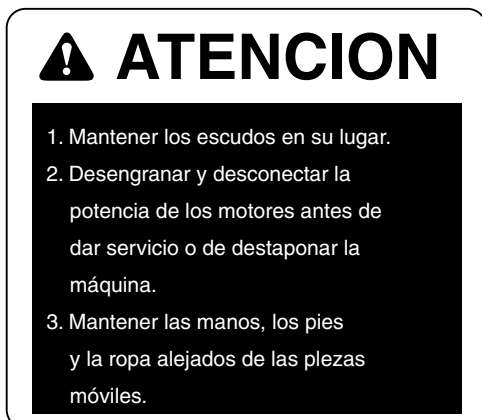 ATENCION
1. Mantener los escudos en su lugar.
2. Desengranar y desconectar la
potencia de los motores antes de
dar servicio o de destaponar la
máquina.
3. Mantener las manos, los pies
y la ropa alejados de las plezas
móviles.